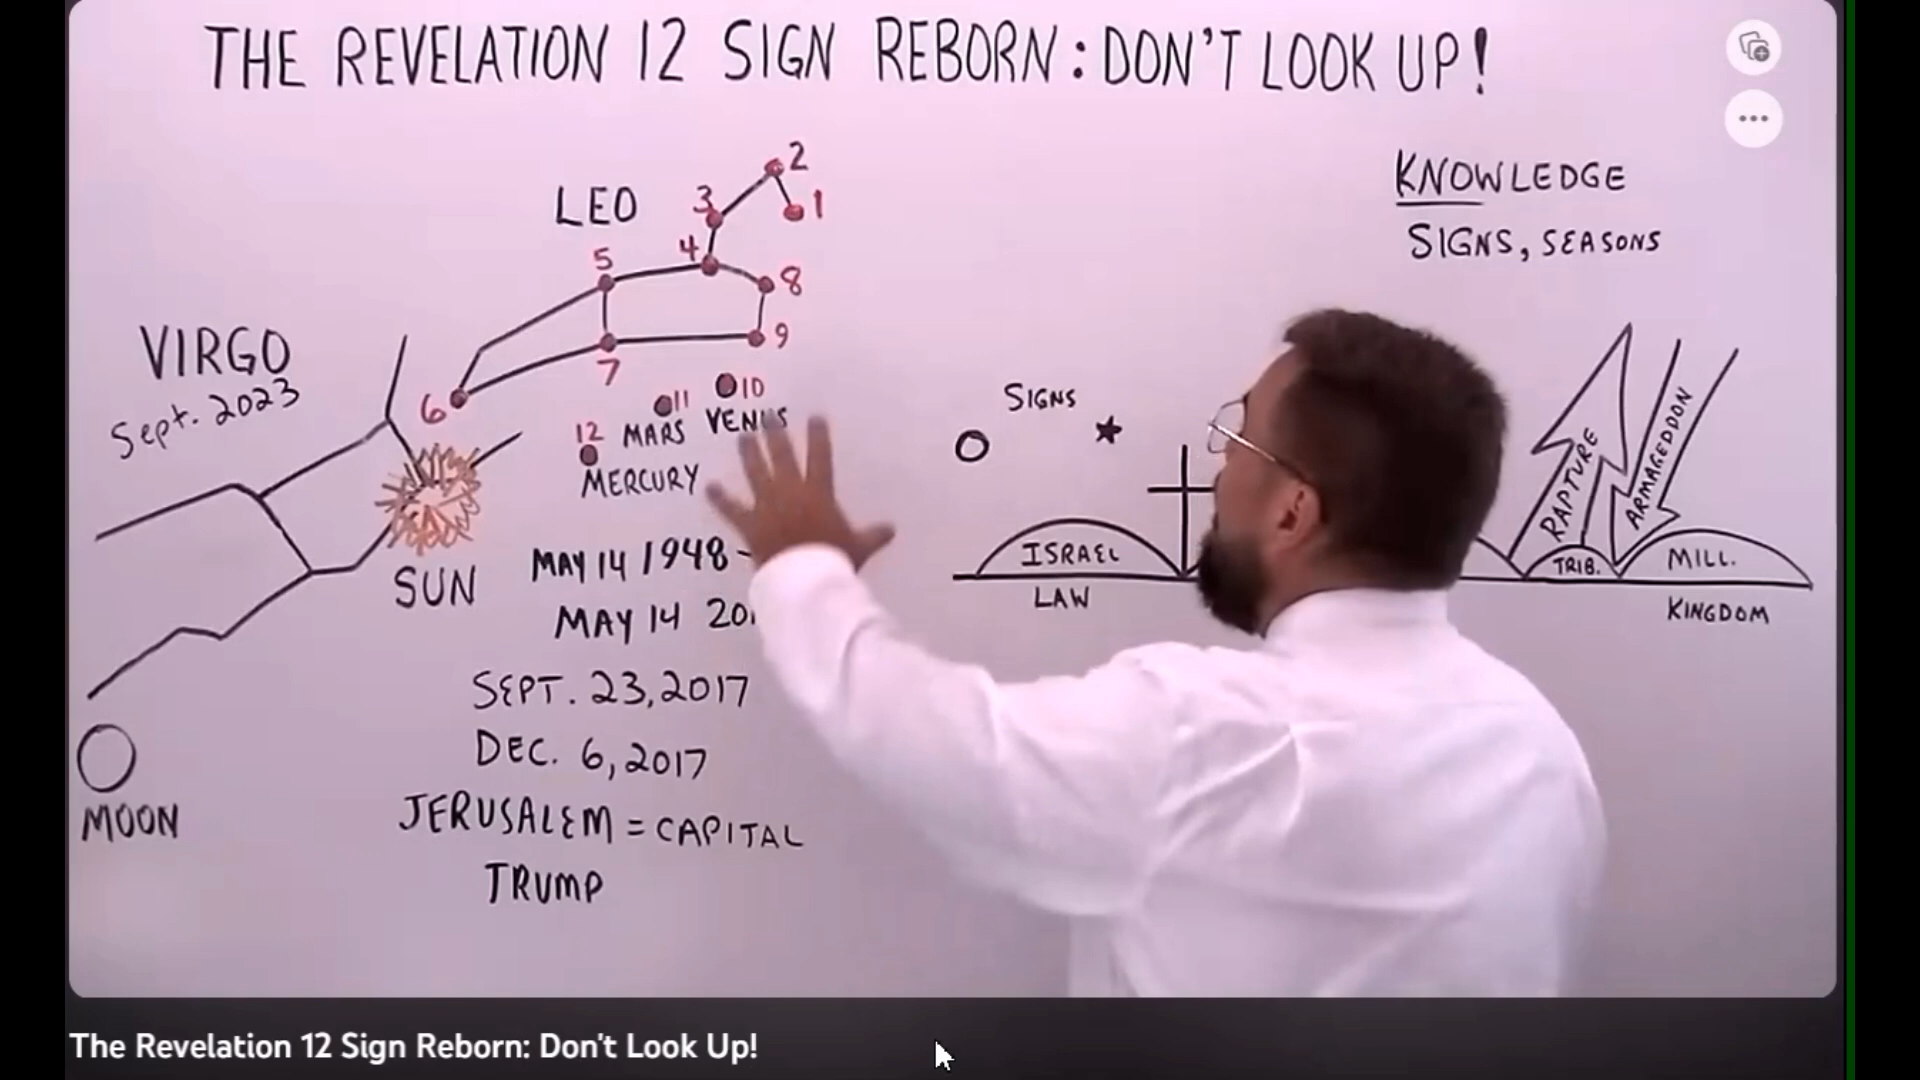 THE REVELATION 12 SIGN REBORN: DON'T LOOK UP!
LEO
1
2
3
4
5
6
7
8
9
10
11
12
MARS VENUS
MERCURY
VIRGO
Sept. 2023
SUN
MOON
MAY 14 1948 -
MAY 14
SEPT. 23, 2017
DEC. 6, 2017
JERUSALEM = CAPITAL
TRUMP
KNOWLEDGE
SIGNS, SEASONS
SIGNS
ISRAEL
LAW
RAPTURE
ARMAGEDDON
TRIB.
MILL.
KINGDOM
The Revelation 12 Sign Reborn: Don't Look Up!